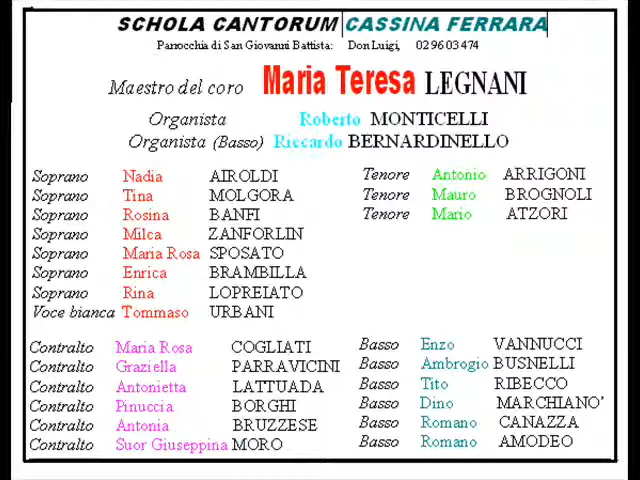 SCHOLA CANTORUM CASSINA FERRARA
Parrocchia di San Giovanni Battista: Don Luigi, 029603474
Maestro del coro Maria Teresa LEGNANI
Organista Roberto MONTICELLI
Organista (Basso) Riccardo BERNARDINELLO
Soprano Nadia AIROLDI
Soprano Tina MOLGORA
Soprano Rosina BANFI
Soprano Milca ZANFORLIN
Soprano Maria Rosa SPOSATO
Soprano Enrica BRAMBILLA
Soprano Rina LOPREIATO
Voce bianca Tommaso URBANI
Tenore Antonio ARRIGONI
Tenore Mauro BROGNOLI
Tenore Mario ATZORI
Contralto Maria Rosa COGLIATI
Contralto Graziella PARRAVICINI
Contralto Antonietta LATTUADA
Contralto Pinuccia BORGHI
Contralto Antonia BRUZZESE
Contralto Suor Giuseppina MORO
Basso Enzo VANNUCCI
Basso Ambrogio BUSNELLI
Basso Tito RIBECCO
Basso Dino MARCHIANO'
Basso Romano CANAZZA
Basso Romano AMODEO